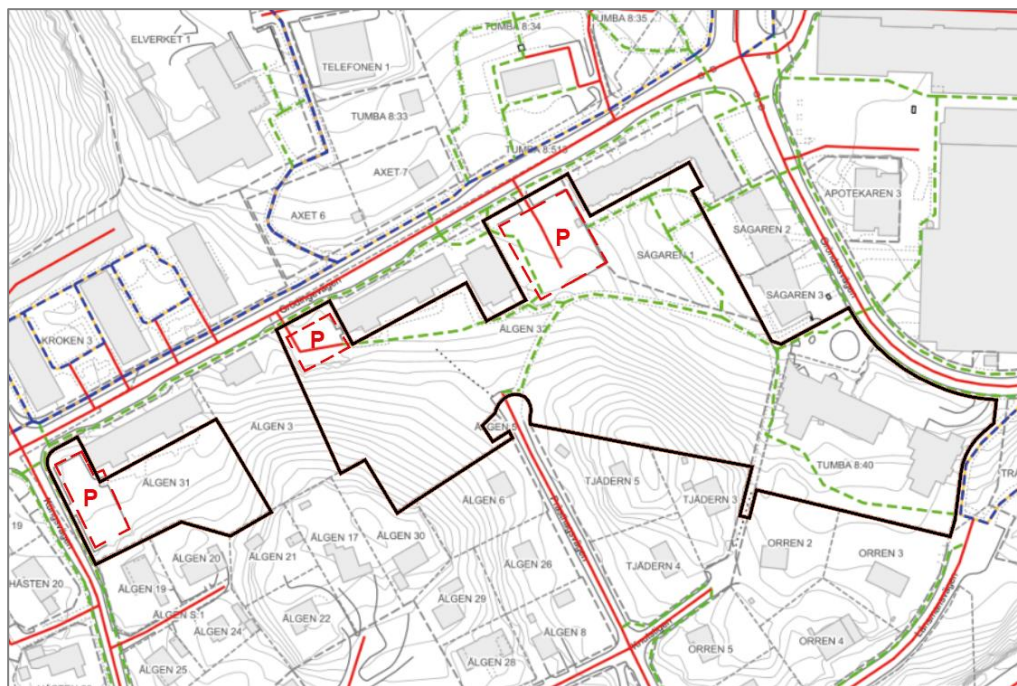 TUMBA 8:34
TUMBA 8:35
ELVERKET 1
TELEFONEN 1
TUMBA 8:33
AXET 7
AXET 6
APOTEKAREN 3
P
SÅGAREN 2
SÅGAREN 1
Grödingevägen
SÅGAREN 3
ÄLGEN 32
P
KROKEN 3
ÄLGEN 3
ÄLGEN 5
TUMBA 8:40
P
ÄLGEN 31
TJÄDERN 5
ÄLGEN 6
TJÄDERN 3
19
ÄLGEN 17
ÄLGEN 30
ÄLGEN 21
ÄLGEN 20
ORREN 2
ORREN 3
HÄSTEN 20
ÄLGEN 19
ÄLGEN 26
TJÄDERN 4
ÄLGEN 29
ÄLGEN S:1
ÄLGEN 22
ÄLGEN 24
ÄLGEN 8
ORREN 4
ORREN 5
ÄLGEN 28
ÄLGEN 25